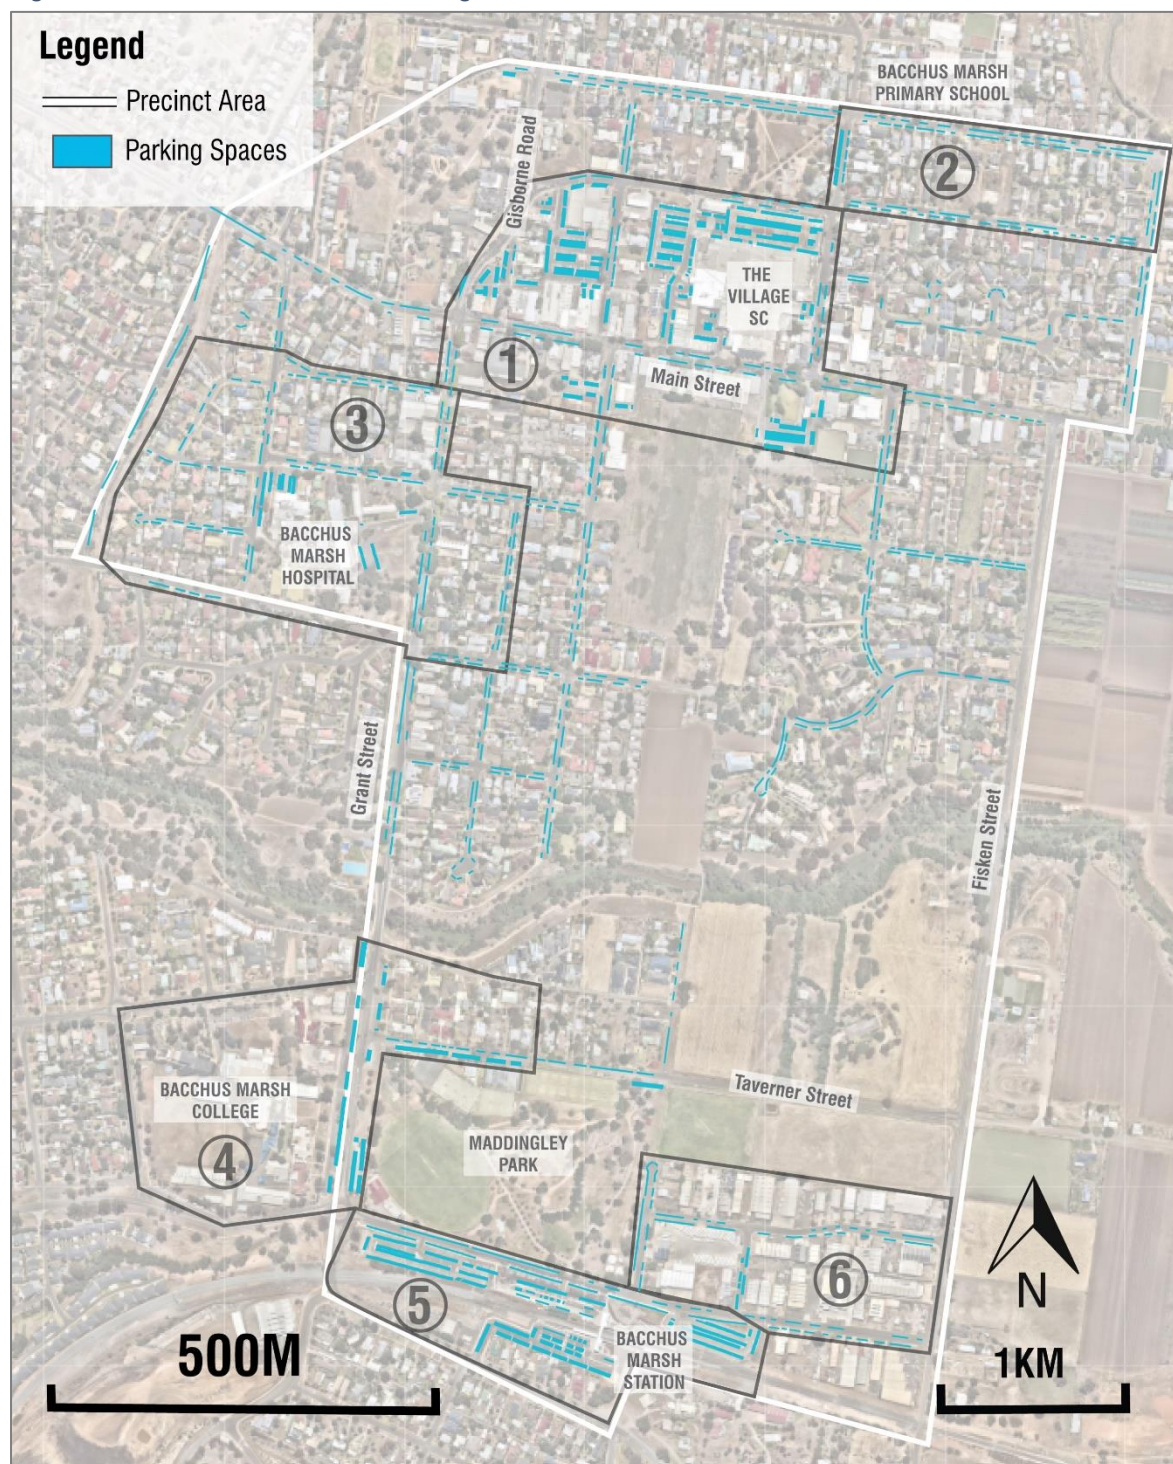 Legend
Precinct Area
Parking Spaces
BACCHUS MARSH
PRIMARY SCHOOL
Gisborne Road
2
THE
VILLAGE
SC
1
Main Street
3
BACCHUS
MARSH
HOSPITAL
Grant Street
Fisken Street
Taverner Street
BACCHUS MARSH
COLLEGE
4
MADDINGLEY
PARK
6
5
BACCHUS
MARSH
STATION
N
500M
1KM